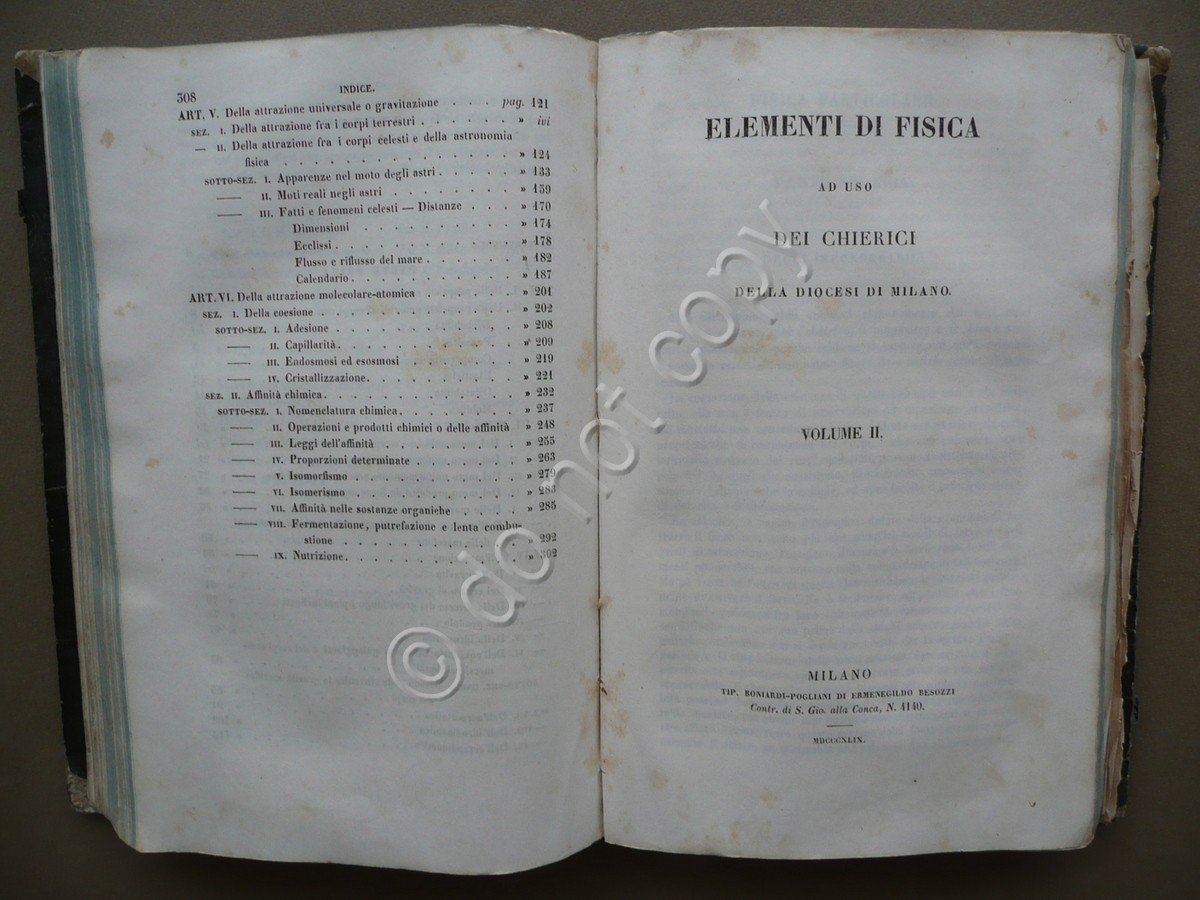 308
INDICE.
ART. V. Della attrazione universale o gravitazione . . . pag. 121
SEZ. I. Della attrazione fra i corpi terrestri . . . . . . » ivi
— II. Della attrazione fra i corpi celesti e della astronomia
fisica . . . . . . . . . . . . » 124
SOTTO-SEZ. I. Apparenze nel moto degli astri . . . . . » 133
— II. Moti reali negli astri . . . . . . . » 159
— III. Fatti e fenomeni celesti — Distanze . . . » 170
Dimensioni . . . . . . . . . » 174
Ecclissi . . . . . . . . . . » 178
Flusso e riflusso del mare . . . . . . » 182
Calendario . . . . . . . . . » 187
ART. VI. Della attrazione molecolare-atomica . . . . . . » 201
SEZ. I. Della coesione . . . . . . . . . . » 202
SOTTO-SEZ. I. Adesione . . . . . . . . . » 208
— II. Capillarità . . . . . . . . . » 209
— III. Endosmosi ed esosmosi . . . . . . » 219
— IV. Cristallizzazione . . . . . . . . » 221
SEZ. II. Affinità chimica . . . . . . . . . . » 232
SOTTO-SEZ. I. Nomenclatura chimica . . . . . . . » 237
— II. Operazioni e prodotti chimici o delle affinità » 248
— III. Leggi dell'affinità . . . . . . . . » 255
— IV. Proporzioni determinate . . . . . . » 263
— V. Isomorfismo . . . . . . . . . » 279
— VI. Isomerismo . . . . . . . . . » 283
— VII. Affinità nelle sostanze organiche . . . . » 285
— VIII. Fermentazione, putrefazione e lenta combu-
stione . . . . . . . . . . » 292
— IX. Nutrizione . . . . . . . . . » 302
ELEMENTI DI FISICA
AD USO
DEI CHIERICI
DELLA DIOCESI DI MILANO.
VOLUME II.
MILANO
TIP. BONIARDI-POGLIANI DI ERMENEGILDO BESOZZI
Contr. di S. Gio. alla Conca, N. 4140.
MDCCCXLIX.
© do not copy